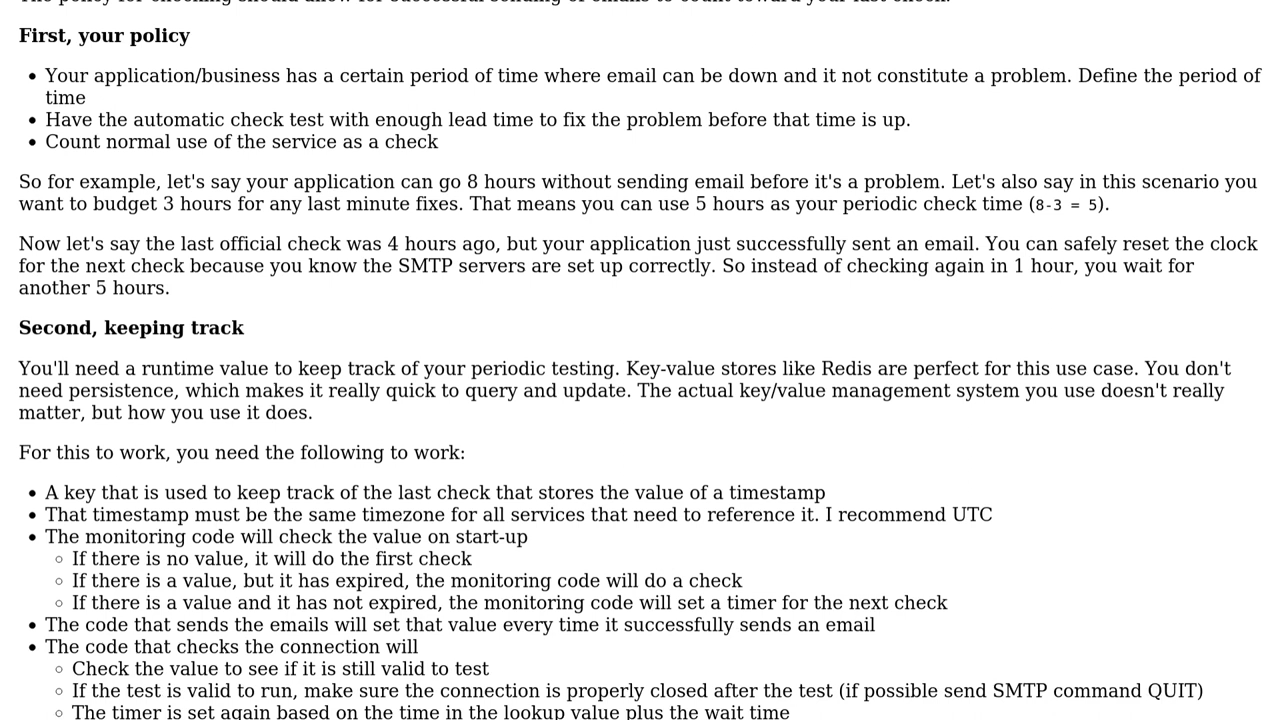 The policy for checking should allow for successful sending of emails to count toward your last check.
First, your policy
• Your application/business has a certain period of time where email can be down and it not constitute a problem. Define the period of
time
• Have the automatic check test with enough lead time to fix the problem before that time is up.
• Count normal use of the service as a check
So for example, let's say your application can go 8 hours without sending email before it's a problem. Let's also say in this scenario you
want to budget 3 hours for any last minute fixes. That means you can use 5 hours as your periodic check time (8-3 = 5).
Now let's say the last official check was 4 hours ago, but your application just successfully sent an email. You can safely reset the clock
for the next check because you know the SMTP servers are set up correctly. So instead of checking again in 1 hour, you wait for
another 5 hours.
Second, keeping track
You'll need a runtime value to keep track of your periodic testing. Key-value stores like Redis are perfect for this use case. You don't
need persistence, which makes it really quick to query and update. The actual key/value management system you use doesn't really
matter, but how you use it does.
For this to work, you need the following to work:
• A key that is used to keep track of the last check that stores the value of a timestamp
• That timestamp must be the same timezone for all services that need to reference it. I recommend UTC
• The monitoring code will check the value on start-up
◦ If there is no value, it will do the first check
◦ If there is a value, but it has expired, the monitoring code will do a check
◦ If there is a value and it has not expired, the monitoring code will set a timer for the next check
• The code that sends the emails will set that value every time it successfully sends an email
• The code that checks the connection will
◦ Check the value to see if it is still valid to test
◦ If the test is valid to run, make sure the connection is properly closed after the test (if possible send SMTP command QUIT)
◦ The timer is set again based on the time in the lookup value plus the wait time